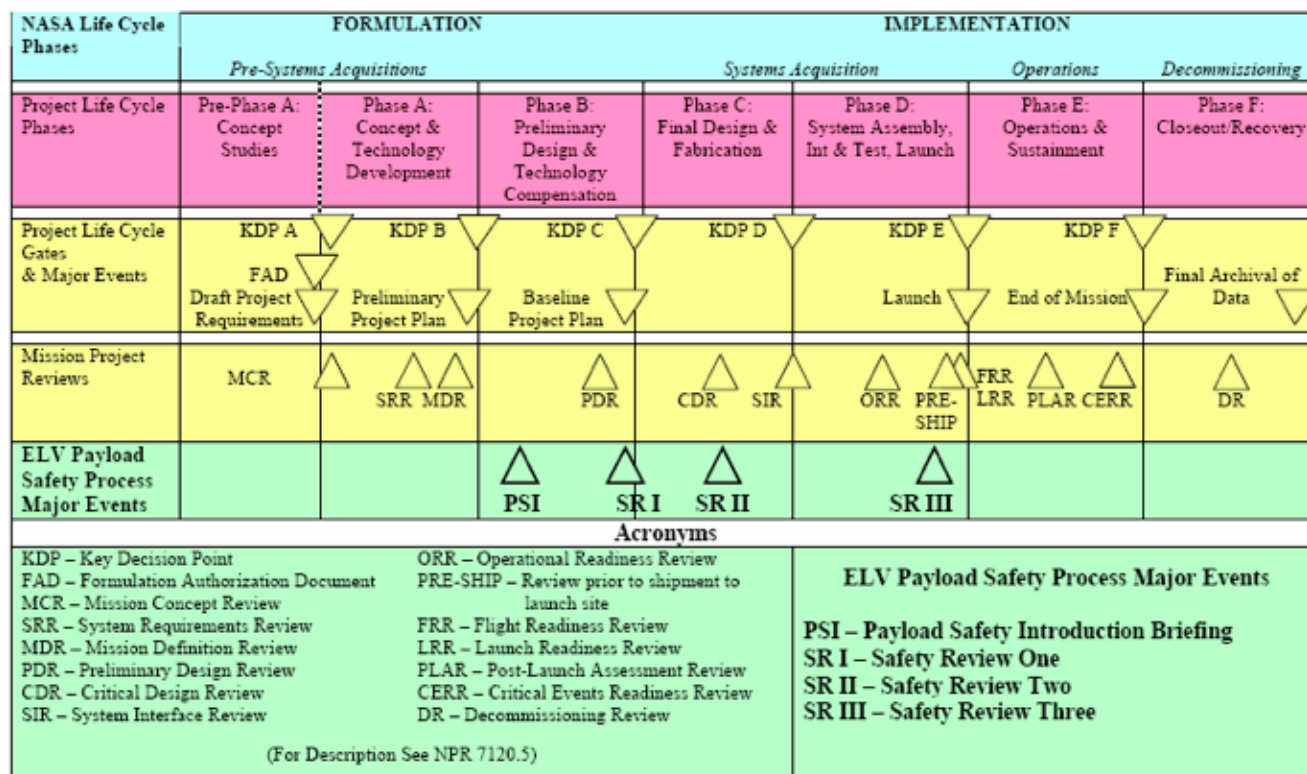 NASA Life Cycle
Phases
FORMULATION
IMPLEMENTATION
Pre-Systems Acquisitions
Systems Acquisition
Operations
Decommissioning
Project Life Cycle
Phases
Pre-Phase A:
Concept
Studies
Phase A:
Concept &
Technology
Development
Phase B:
Preliminary
Design &
Technology
Compensation
Phase C:
Final Design &
Fabrication
Phase D:
System Assembly,
Int & Test, Launch
Phase E:
Operations &
Sustainment
Phase F:
Closeout/Recovery
Project Life Cycle
Gates
& Major Events
KDP A
FAD
Draft Project
Requirements
KDP B
Preliminary
Project Plan
KDP C
Baseline
Project Plan
KDP D
KDP E
Launch
KDP F
End of Mission
Final Archival of
Data
Mission Project
Reviews
MCR
SRR MDR
PDR
CDR
SIR
ORR
PRE-
SHIP
FRR
LRR
PLAR CERR
DR
ELV Payload
Safety Process
Major Events
PSI
SR I
SR II
SR III
Acronyms
KDP – Key Decision Point
FAD – Formulation Authorization Document
MCR – Mission Concept Review
SRR – System Requirements Review
MDR – Mission Definition Review
PDR – Preliminary Design Review
CDR – Critical Design Review
SIR – System Interface Review
ORR – Operational Readiness Review
PRE-SHIP – Review prior to shipment to
launch site
FRR – Flight Readiness Review
LRR – Launch Readiness Review
PLAR – Post-Launch Assessment Review
CERR – Critical Events Readiness Review
DR – Decommissioning Review
(For Description See NPR 7120.5)
ELV Payload Safety Process Major Events
PSI – Payload Safety Introduction Briefing
SR I – Safety Review One
SR II – Safety Review Two
SR III – Safety Review Three